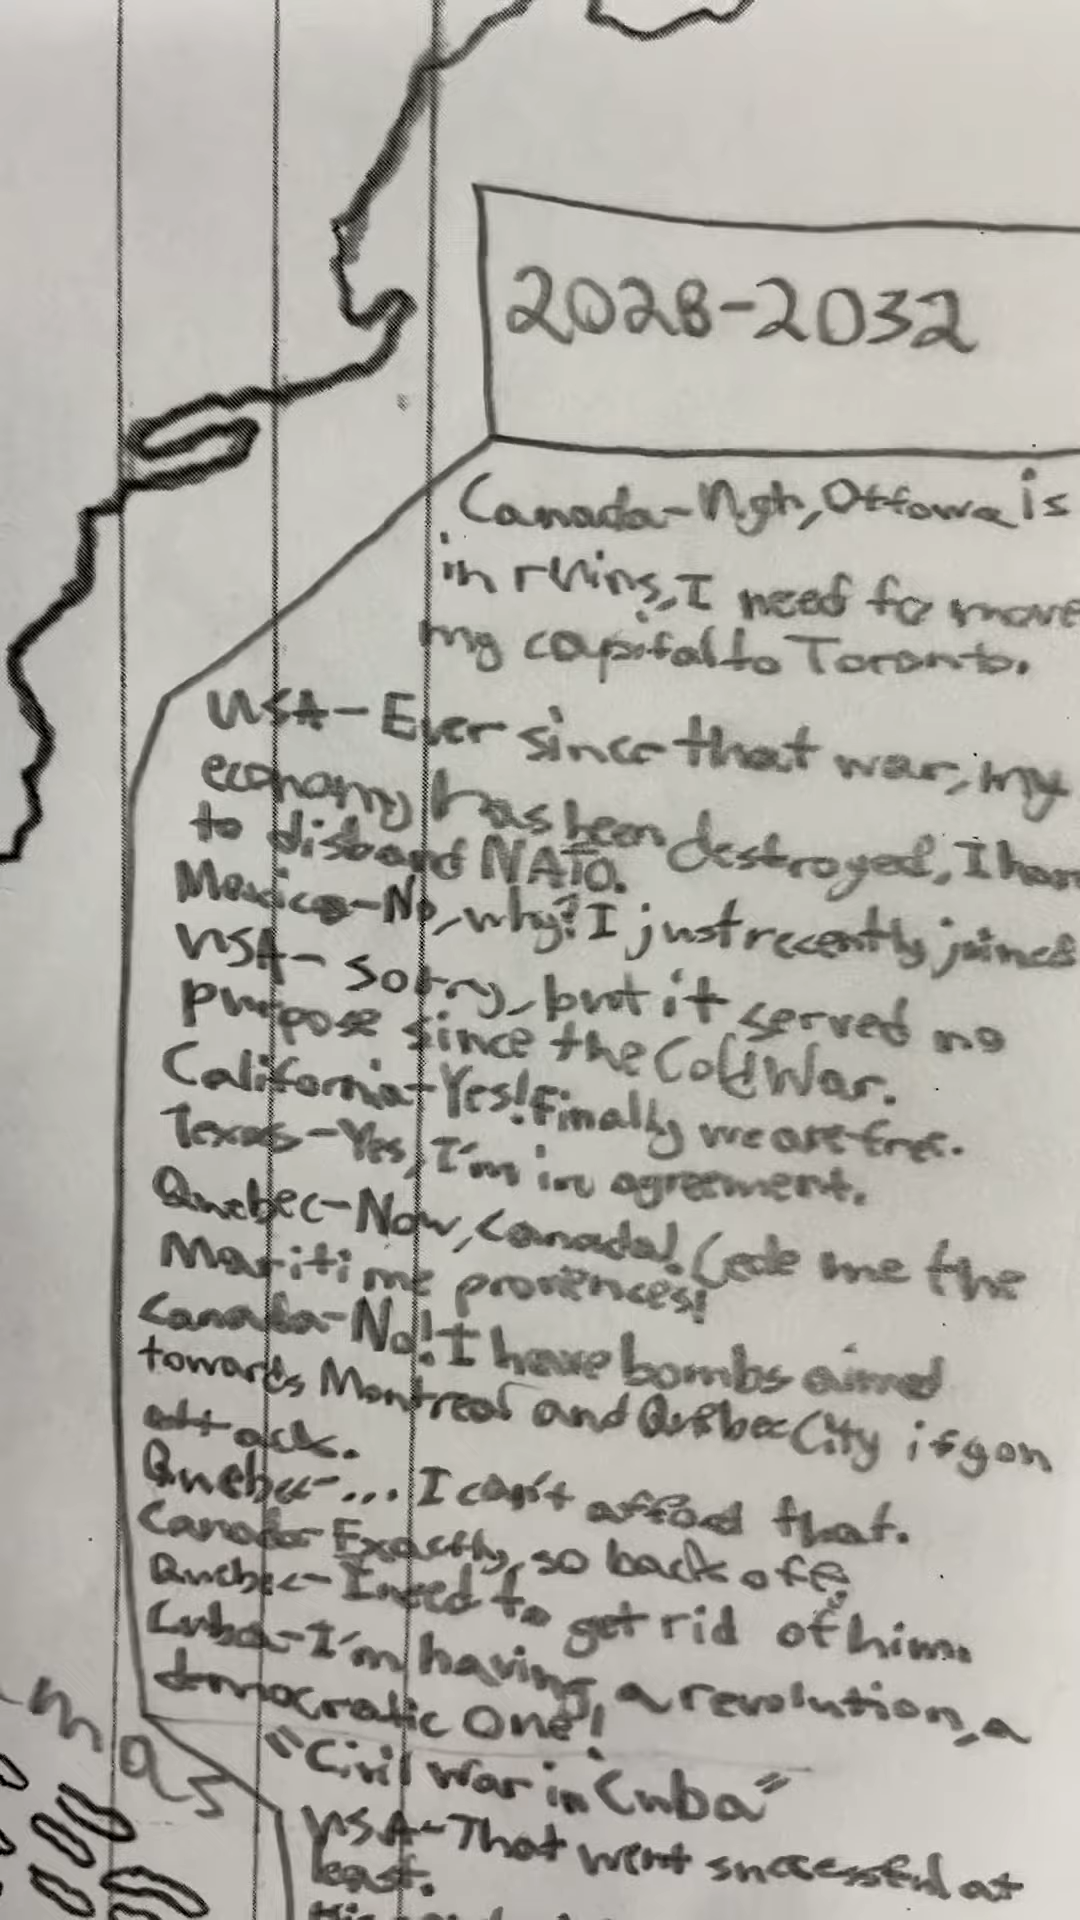 2028-2032
Canada-Ngh, Ottowa is
in ruins, I need to move
my capital to Toronto.
USA-Ever since that war, my
economy has been destroyed, I have
to disband NATO.
Mexico-No, why? I just recently joined
USA-sorry, but it served no
purpose since the Cold War.
California-Yes! Finally we are free.
Texas-Yes, I'm in agreement.
Quebec-Now, Canada! Cede me the
Maritime proviences!
Canada-No! I have bombs aimed
towards Montreal and Quebec City if you
attack.
Quebec-... I can't afford that.
Canada-Exactly, so back off.
Quebec-I need to get rid of him.
Cuba-I'm having a revolution, a
democratic One!
"Civil war in Cuba"
mas
USA-That went successful at
least.